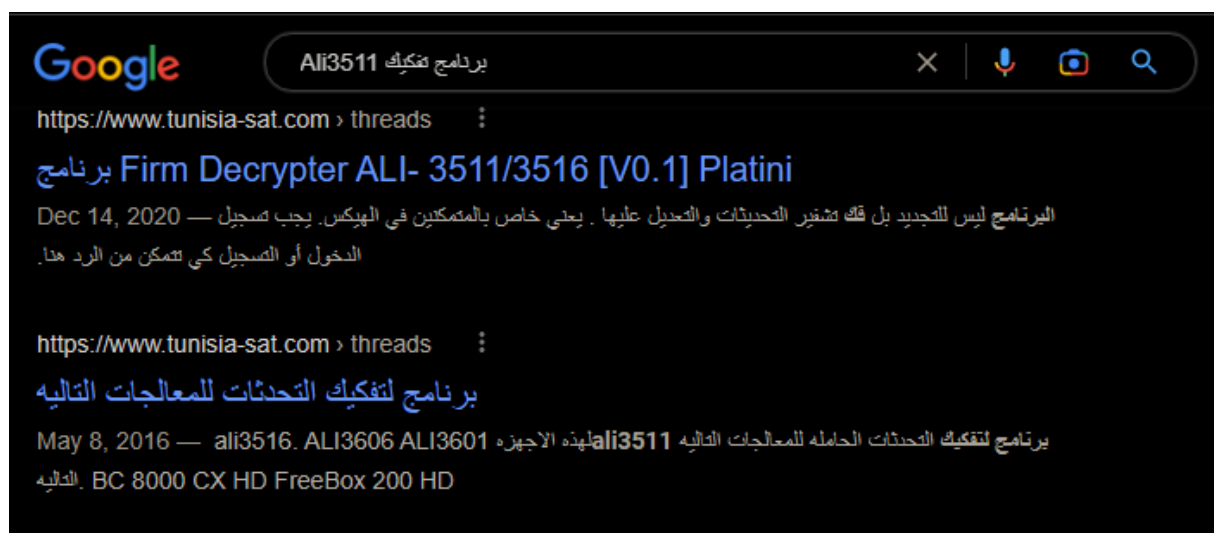 Google
برنامج تفكيك Ali3511
https://www.tunisia-sat.com › threads
برنامج Firm Decrypter ALI- 3511/3516 [V0.1] Platini
Dec 14, 2020 — البرنامج ليس للتجديد بل فك تشفير التحديثات والتعديل عليها . يعني خاص بالمتمكنين في الهيكس. يجب تسجيل
الدخول أو التسجيل كي تتمكن من الرد هنا.
https://www.tunisia-sat.com › threads
برنامج لتفكيك التحدثات للمعالجات التاليه
May 8, 2016 — برنامج لتفكيك التحدثات الحامله للمعالجات التاليه ali3511لهذه الاجهزه ali3516. ALI3606 ALI3601
التاليه. BC 8000 CX HD FreeBox 200 HD